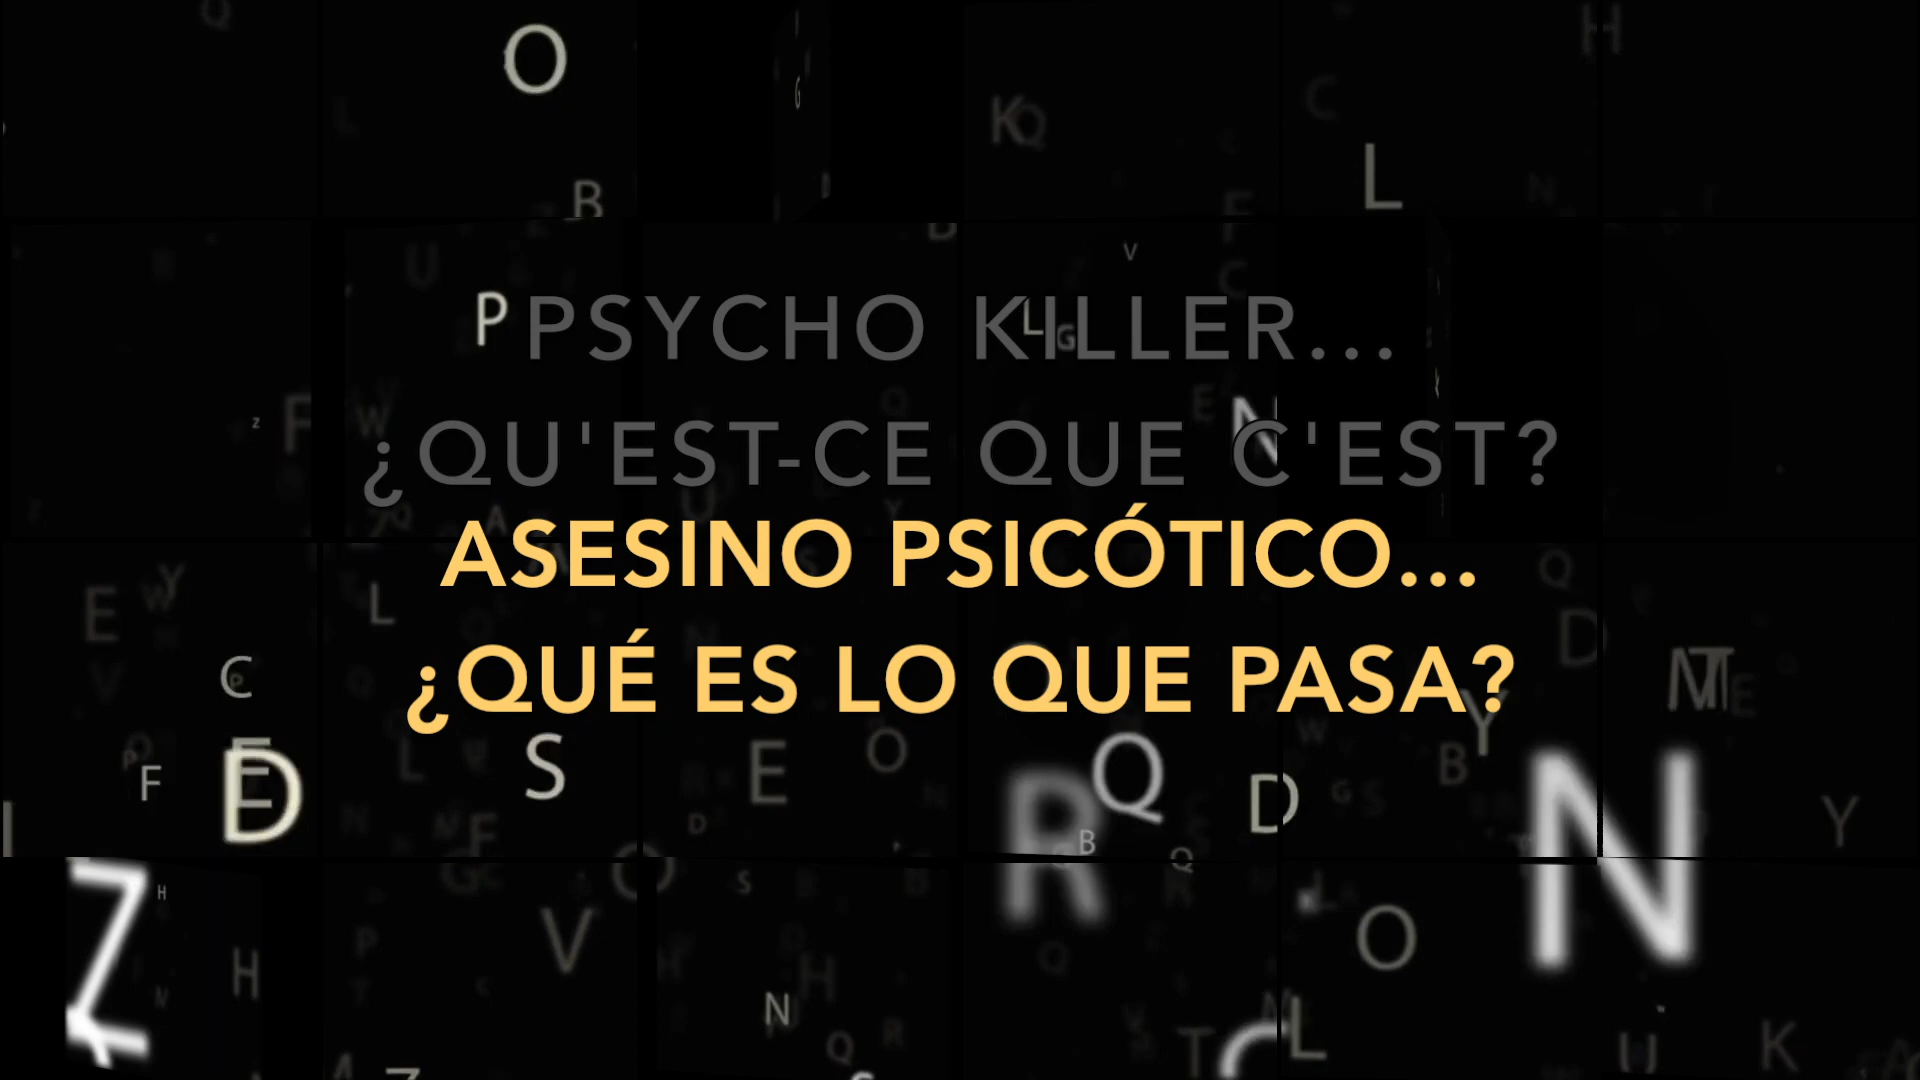 PSYCHO KILLER...
¿QU'EST-CE QUE C'EST?
ASESINO PSICÓTICO...
¿QUÉ ES LO QUE PASA?